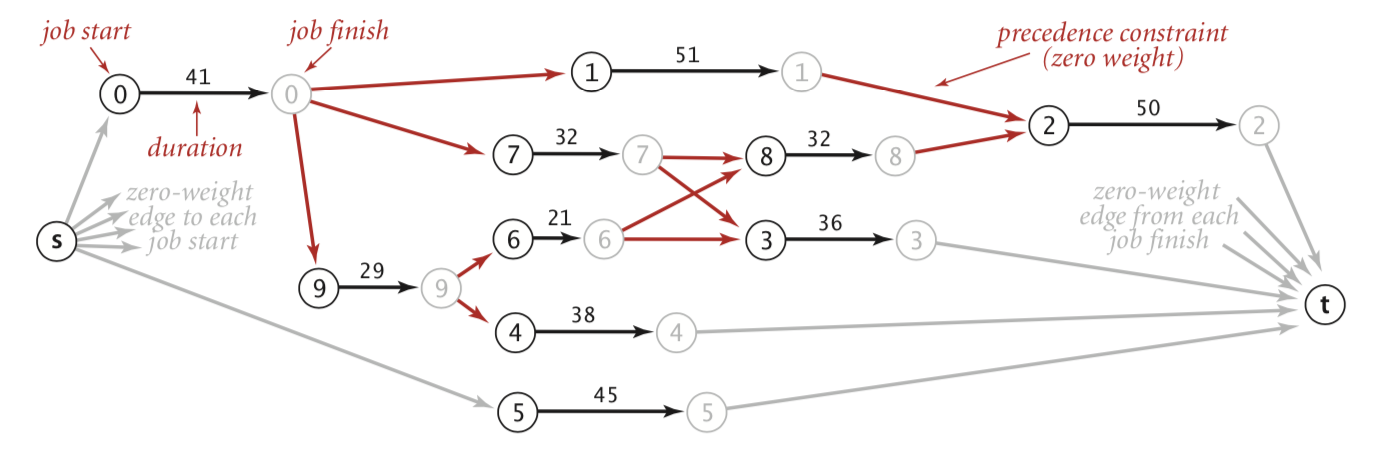 job start
job finish
precedence constraint
(zero weight)
0
41
0
1
51
1
duration
2
50
2
7
32
7
8
32
8
zero-weight
edge to each
job start
zero-weight
edge from each
job finish
s
6
21
6
3
36
3
9
29
9
t
4
38
4
5
45
5